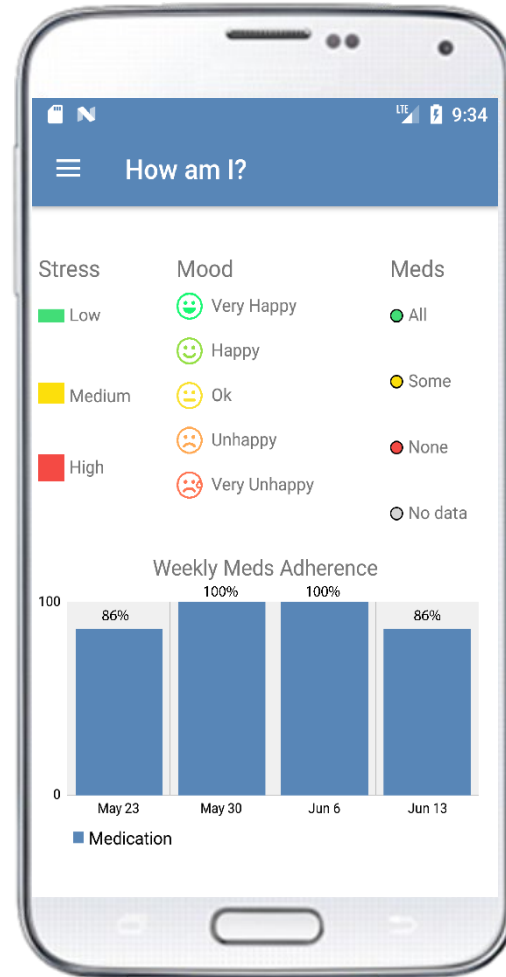 LTE 9:34
How am I?
Stress Mood Meds
Low
Medium
High
Very Happy
Happy
Ok
Unhappy
Very Unhappy
All
Some
None
No data
Weekly Meds Adherence
100
0
86% 100% 100% 86%
May 23 May 30 Jun 6 Jun 13
Medication